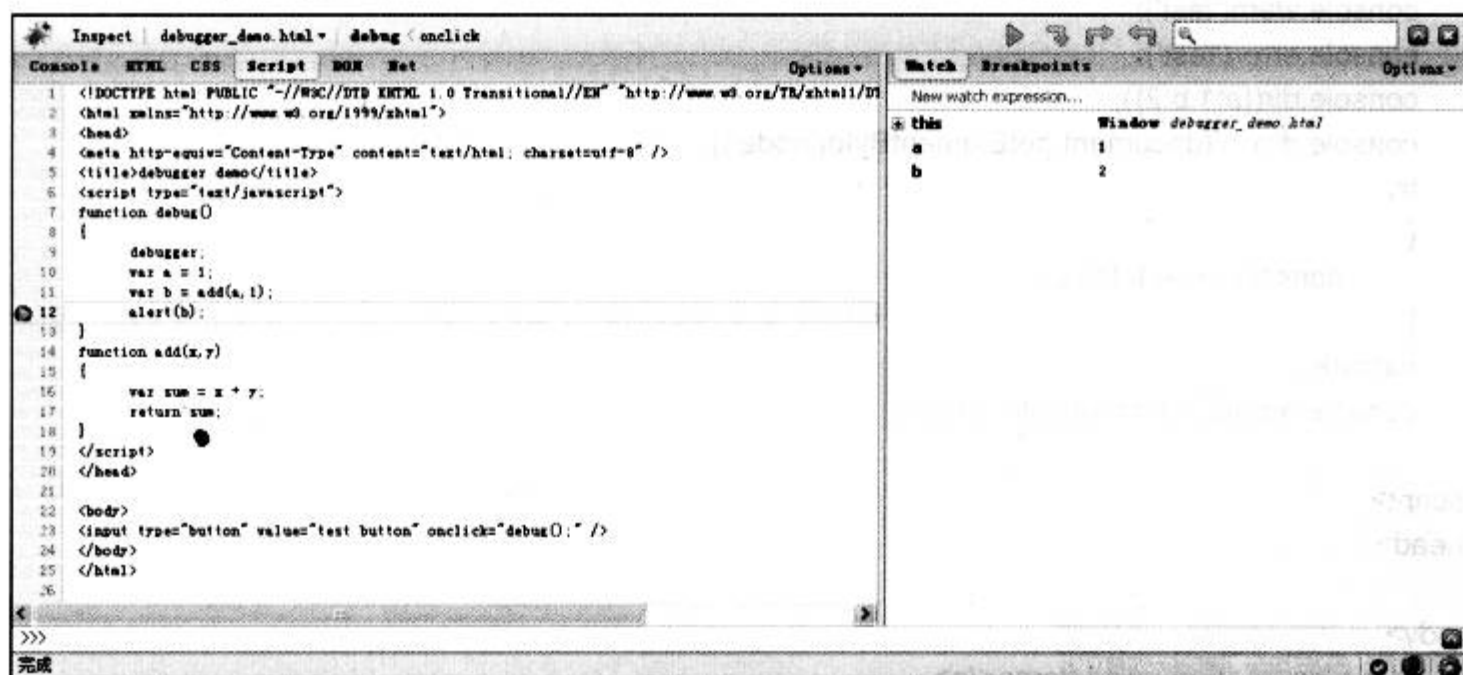 Inspect | debugger_demo.html ▾ | debug < onclick
Console HTML CSS Script DOM Net Options ▾
1 <!DOCTYPE html PUBLIC "-//W3C//DTD XHTML 1.0 Transitional//EN" "http://www.w3.org/TR/xhtml1/DT
2 <html xmlns="http://www.w3.org/1999/xhtml">
3 <head>
4 <meta http-equiv="Content-Type" content="text/html; charset=utf-8" />
5 <title>debugger demo</title>
6 <script type="text/javascript">
7 function debug()
8 {
9 debugger;
10 var a = 1;
11 var b = add(a,1);
12 alert(b);
13 }
14 function add(x,y)
15 {
16 var sum = x + y;
17 return sum;
18 }
19 </script>
20 </head>
21
22 <body>
23 <input type="button" value="test button" onclick="debug();" />
24 </body>
25 </html>
26
>>>
完成
Watch Breakpoints Options ▾
New watch expression...
this Window debugger_demo.html
a 1
b 2